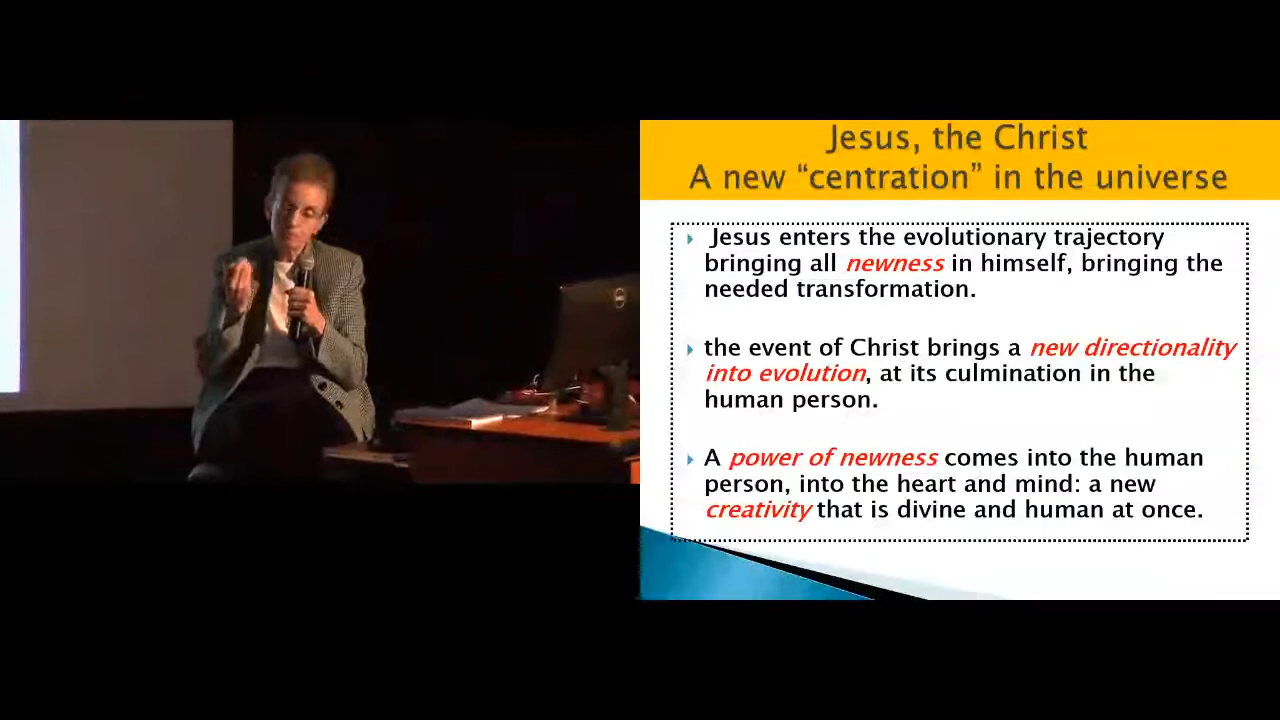 Jesus, the Christ
A new “centration” in the universe
Jesus enters the evolutionary trajectory
bringing all newness in himself, bringing the
needed transformation.
the event of Christ brings a new directionality
into evolution, at its culmination in the
human person.
A power of newness comes into the human
person, into the heart and mind: a new
creativity that is divine and human at once.